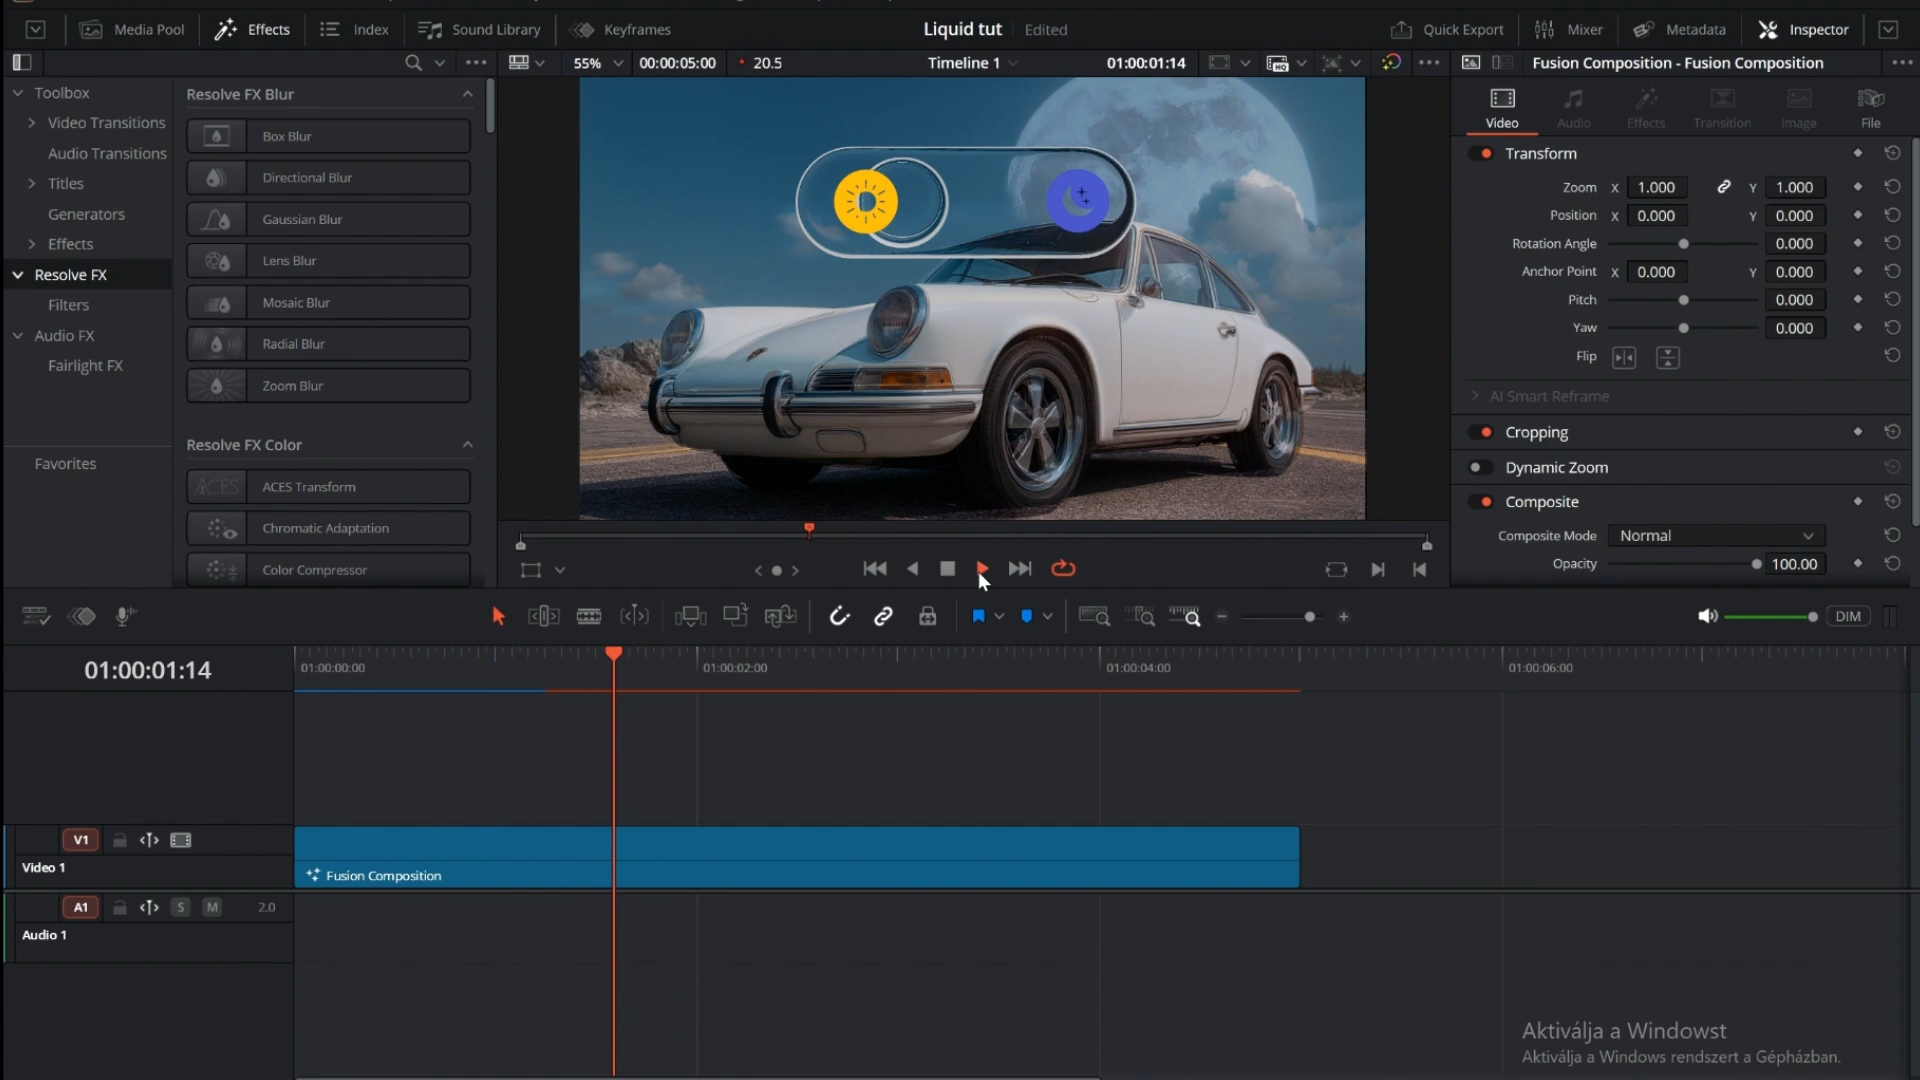 Media Pool
Effects
Index
Sound Library
Keyframes
Liquid tut
Edited
Quick Export
Mixer
Metadata
Inspector
55%
00:00:05:00
20.5
Timeline 1
01:00:01:14
Fusion Composition - Fusion Composition
Toolbox
Video Transitions
Audio Transitions
Titles
Generators
Effects
Resolve FX
Filters
Audio FX
Fairlight FX
Favorites
Resolve FX Blur
Box Blur
Directional Blur
Gaussian Blur
Lens Blur
Mosaic Blur
Radial Blur
Zoom Blur
Resolve FX Color
ACES
ACES Transform
Chromatic Adaptation
Color Compressor
Video
Audio
Effects
Transition
Image
File
Transform
Zoom X 1.000 Y 1.000
Position X 0.000 Y 0.000
Rotation Angle 0.000
Anchor Point X 0.000 Y 0.000
Pitch 0.000
Yaw 0.000
Flip
AI Smart Reframe
Cropping
Dynamic Zoom
Composite
Composite Mode Normal
Opacity 100.00
DIM
01:00:01:14
01:00:00:00
01:00:02:00
01:00:04:00
01:00:06:00
V1
Video 1
Fusion Composition
A1
S
M
2.0
Audio 1
Aktiválja a Windowst
Aktiválja a Windows rendszert a Gépházban.